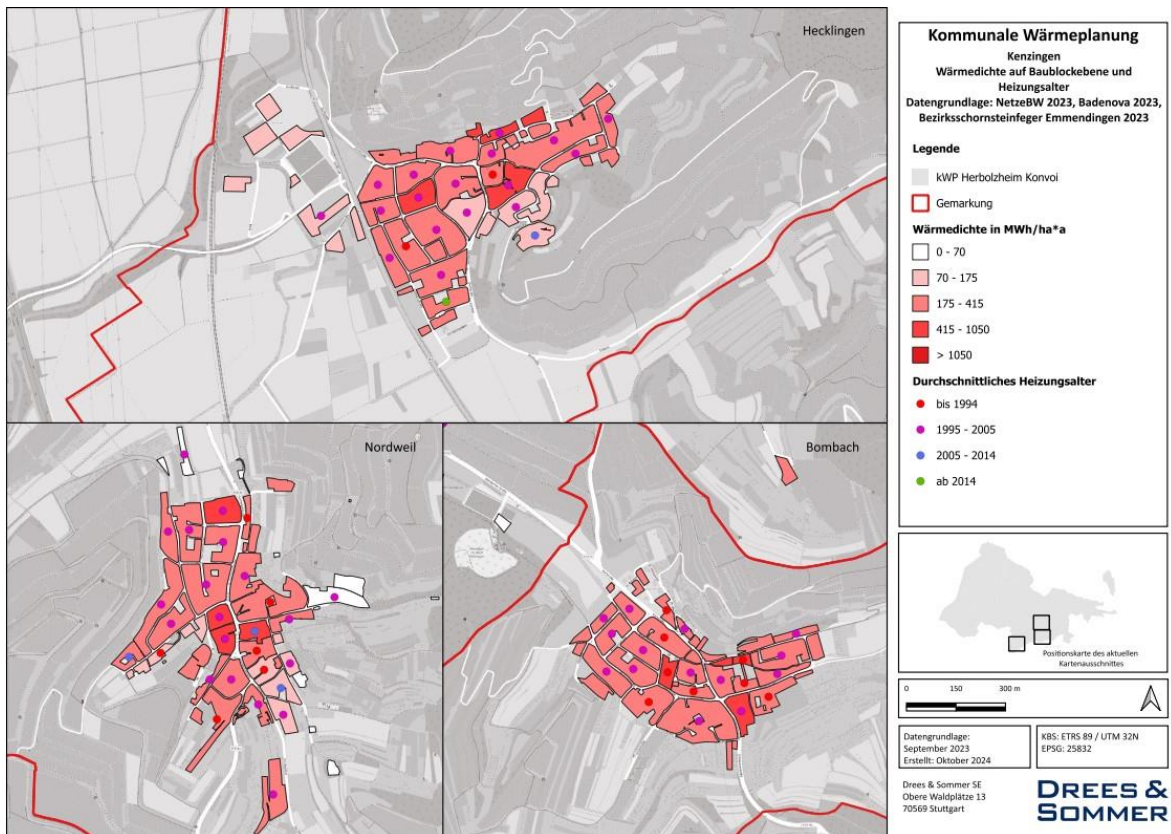 Hecklingen
Nordweil
Bombach
Kommunale Wärmeplanung
Kenzingen
Wärmedichte auf Baublockebene und
Heizungsalter
Datengrundlage: NetzeBW 2023, Badenova 2023,
Bezirksschornsteinfeger Emmendingen 2023
Legende
kWP Herbolzheim Konvoi
Gemarkung
Wärmedichte in MWh/ha*a
0 - 70
70 - 175
175 - 415
415 - 1050
> 1050
Durchschnittliches Heizungsalter
bis 1994
1995 - 2005
2005 - 2014
ab 2014
Positionskarte des aktuellen
Kartenausschnittes
0 150 300 m
Datengrundlage:
September 2023
Erstellt: Oktober 2024
KBS: ETRS 89 / UTM 32N
EPSG: 25832
Drees & Sommer SE
Obere Waldplätze 13
70569 Stuttgart
DREES &
SOMMER